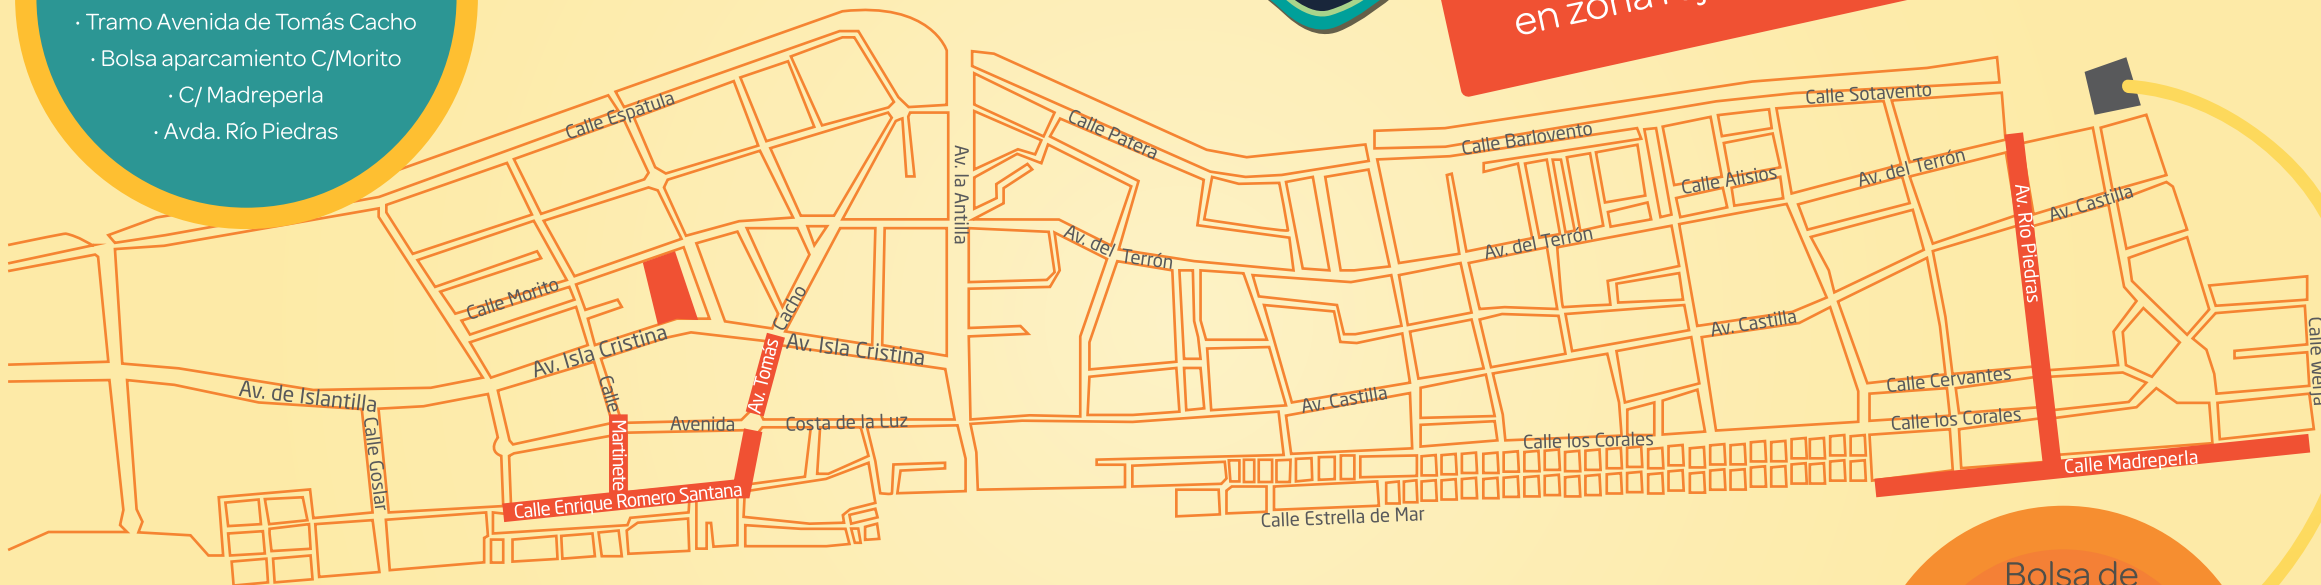 · Tramo Avenida de Tomás Cacho
· Bolsa aparcamiento C/Morito
· C/ Madreperla
· Avda. Río Piedras
en zona
Calle Espátula
Calle Patera
Av. la Antilla
Calle Barlovento
Calle Sotavento
Calle Alisios
Av. del Terrón
Av. Castilla
Av. Río Piedras
Av. del Terrón
Av. del Terrón
Calle Morito
Av. Isla Cristina
Av. Tomás Cacho
Av. Isla Cristina
Av. Castilla
Av. de Islantilla
Calle Goslar
Calle Martinete
Avenida Costa de la Luz
Av. Castilla
Calle Cervantes
Calle los Corales
Calle los Corales
Calle Enrique Romero Santana
Calle Madreperla
Calle Estrella de Mar
Calle
Bolsa de